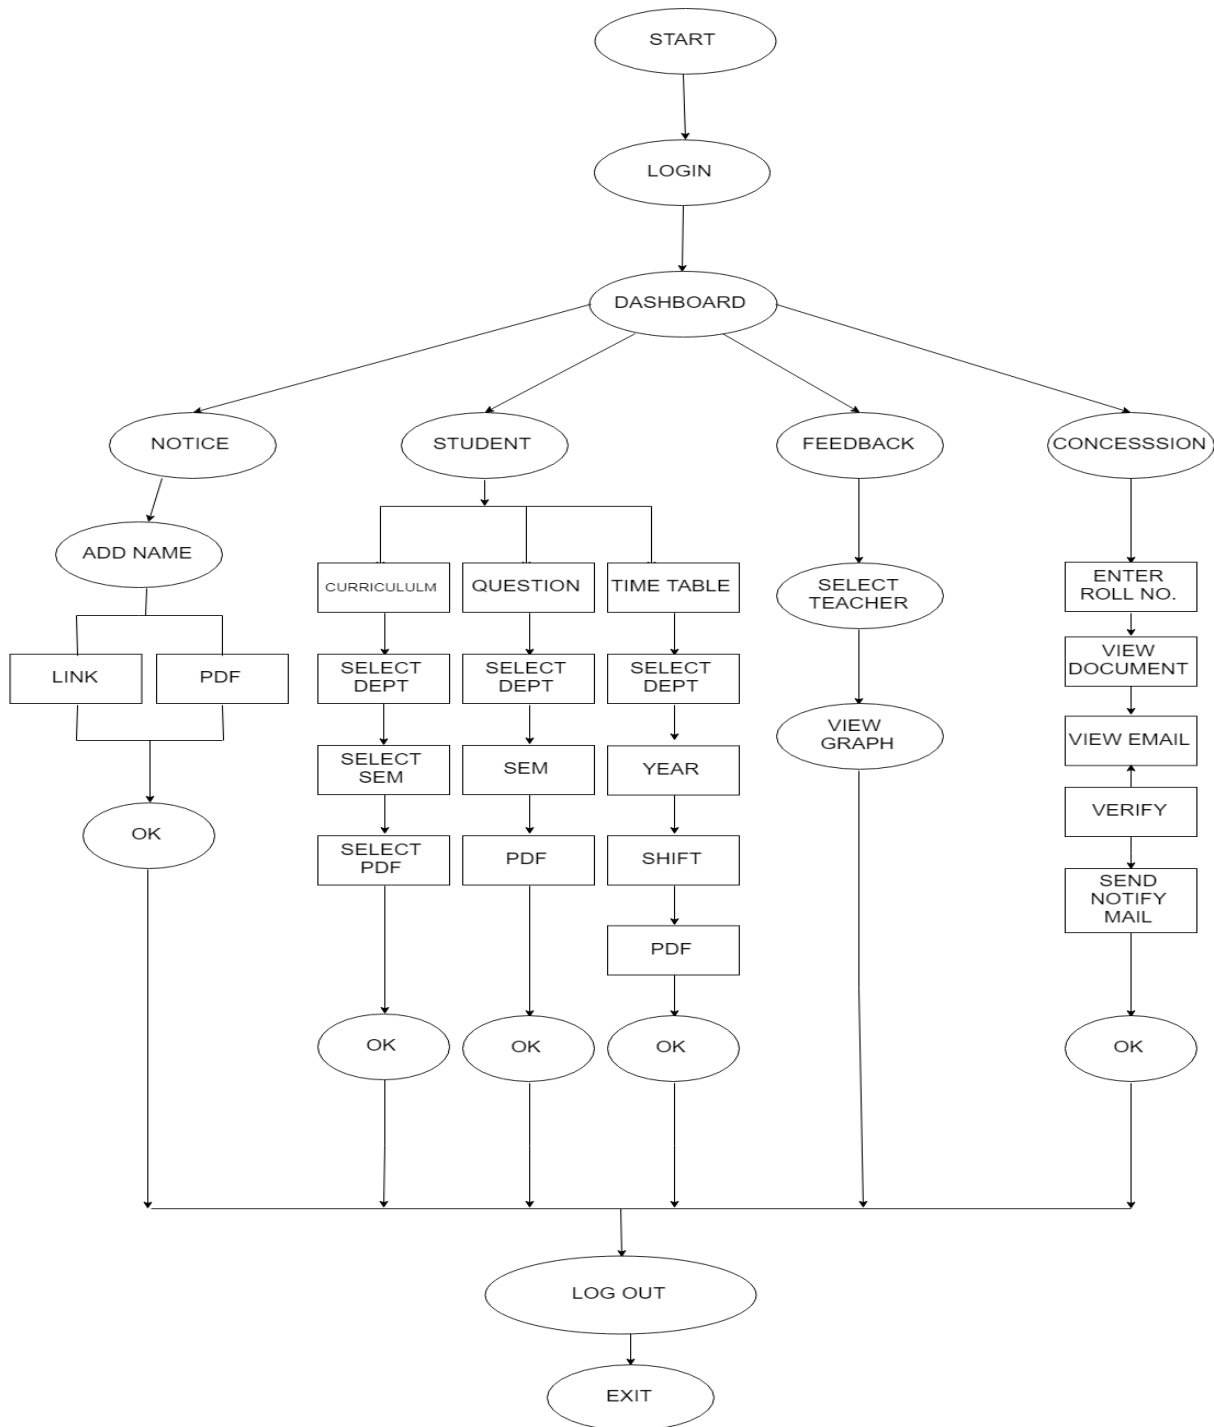 START
LOGIN
DASHBOARD
NOTICE
STUDENT
FEEDBACK
CONCESSSION
ADD NAME
LINK
PDF
OK
CURRICULULM
SELECT
DEPT
SELECT
SEM
SELECT
PDF
OK
QUESTION
SELECT
DEPT
SEM
PDF
OK
TIME TABLE
SELECT
DEPT
YEAR
SHIFT
PDF
OK
SELECT
TEACHER
VIEW
GRAPH
ENTER
ROLL NO.
VIEW
DOCUMENT
VIEW EMAIL
VERIFY
SEND
NOTIFY
MAIL
OK
LOG OUT
EXIT